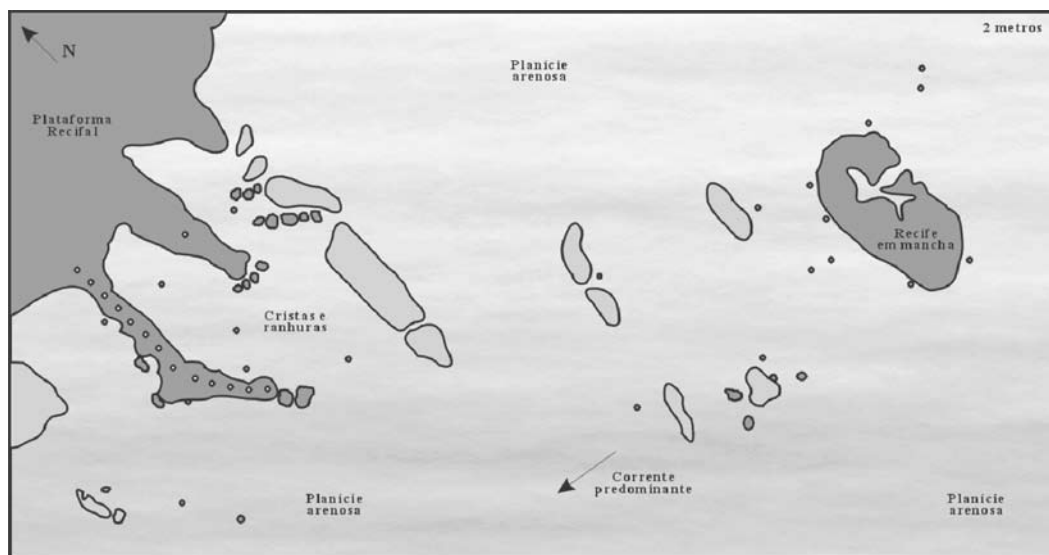 N
2 metros
Planície
arenosa
Plataforma
Recifal
Recife
em mancha
Cristas e
ranhuras
Corrente
predominante
Planície
arenosa
Planície
arenosa